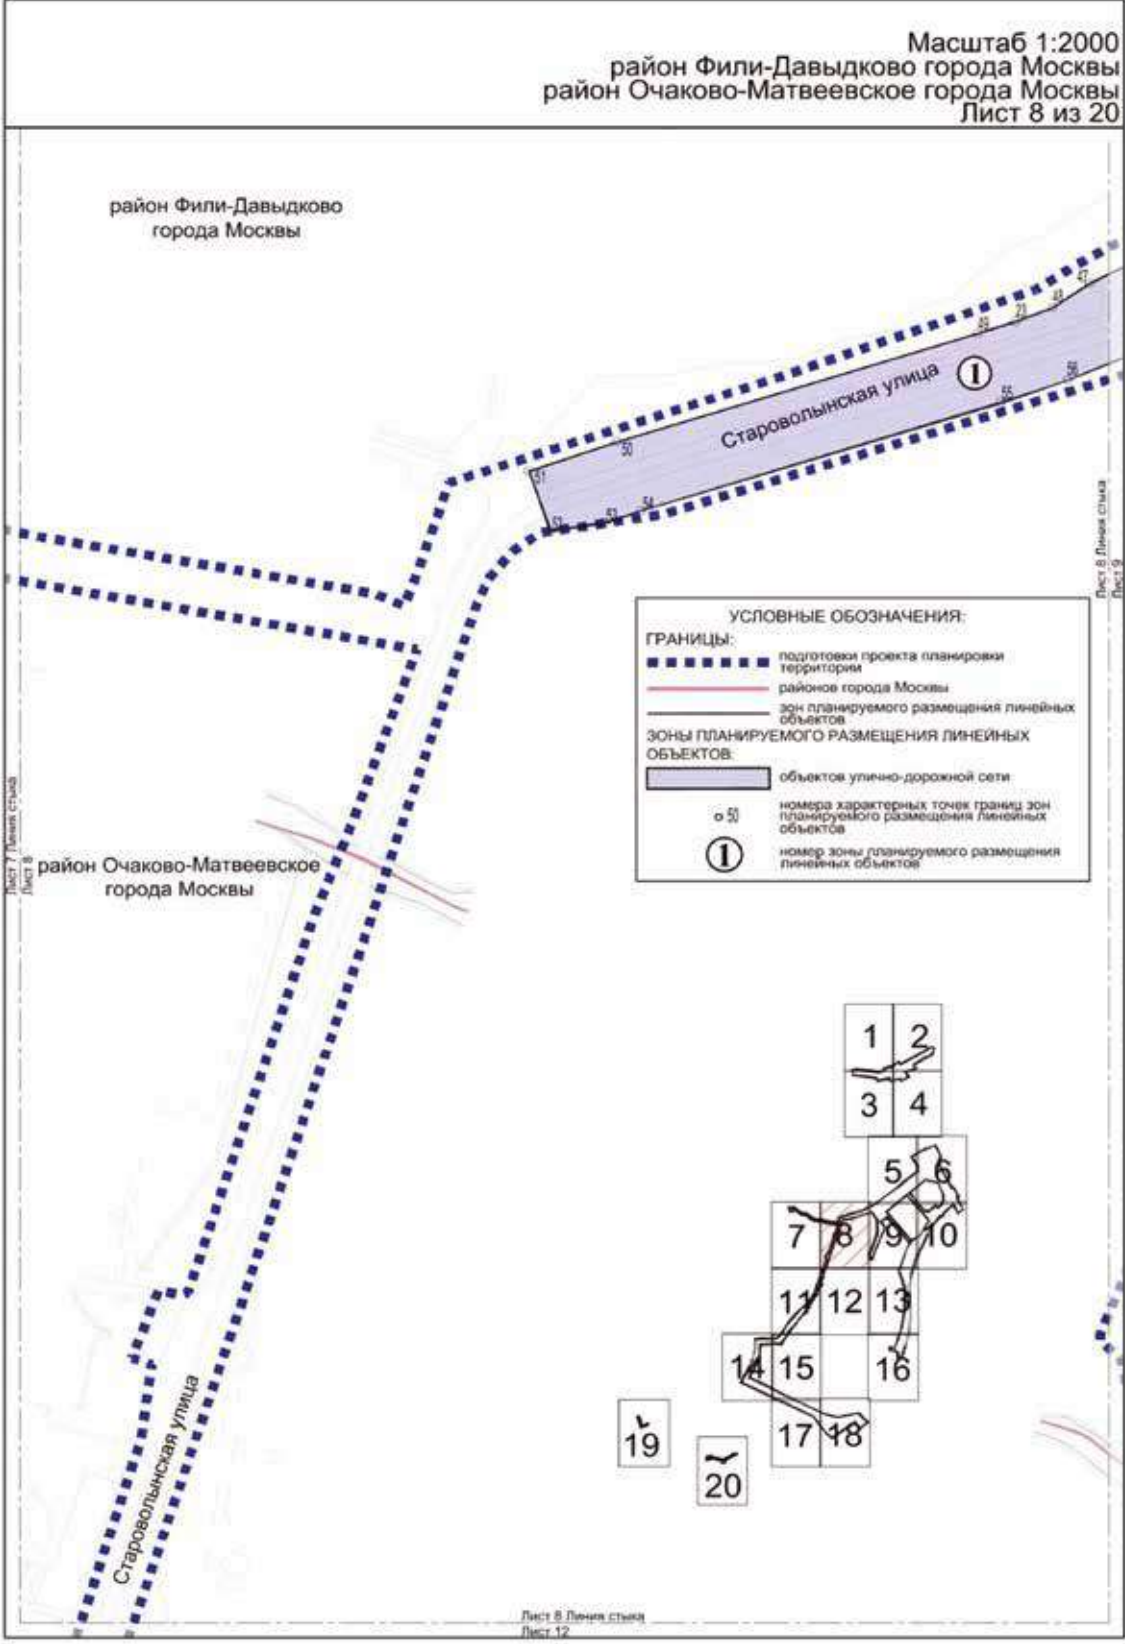 Масштаб 1:2000
район Фили-Давыдково города Москвы
район Очаково-Матвеевское города Москвы
Лист 8 из 20
район Фили-Давыдково
города Москвы
47
48
23
49
Староволынская улица
1
50
51
53
54
55
Лист 8 Линия стыка
Лист 9
УСЛОВНЫЕ ОБОЗНАЧЕНИЯ:
ГРАНИЦЫ:
подготовки проекта планировки
территории
районов города Москвы
зон планируемого размещения линейных
объектов
ЗОНЫ ПЛАНИРУЕМОГО РАЗМЕЩЕНИЯ ЛИНЕЙНЫХ
ОБЪЕКТОВ:
объектов улично-дорожной сети
50
номера характерных точек границ зон
планируемого размещения линейных
объектов
1
номер зоны планируемого размещения
линейных объектов
Лист 7 Линия стыка
Лист 8
район Очаково-Матвеевское
города Москвы
1
2
3
4
5
6
7
8
9
10
11
12
13
14
15
16
17
18
19
20
Староволынская улица
Лист 8 Линия стыка
Лист 12